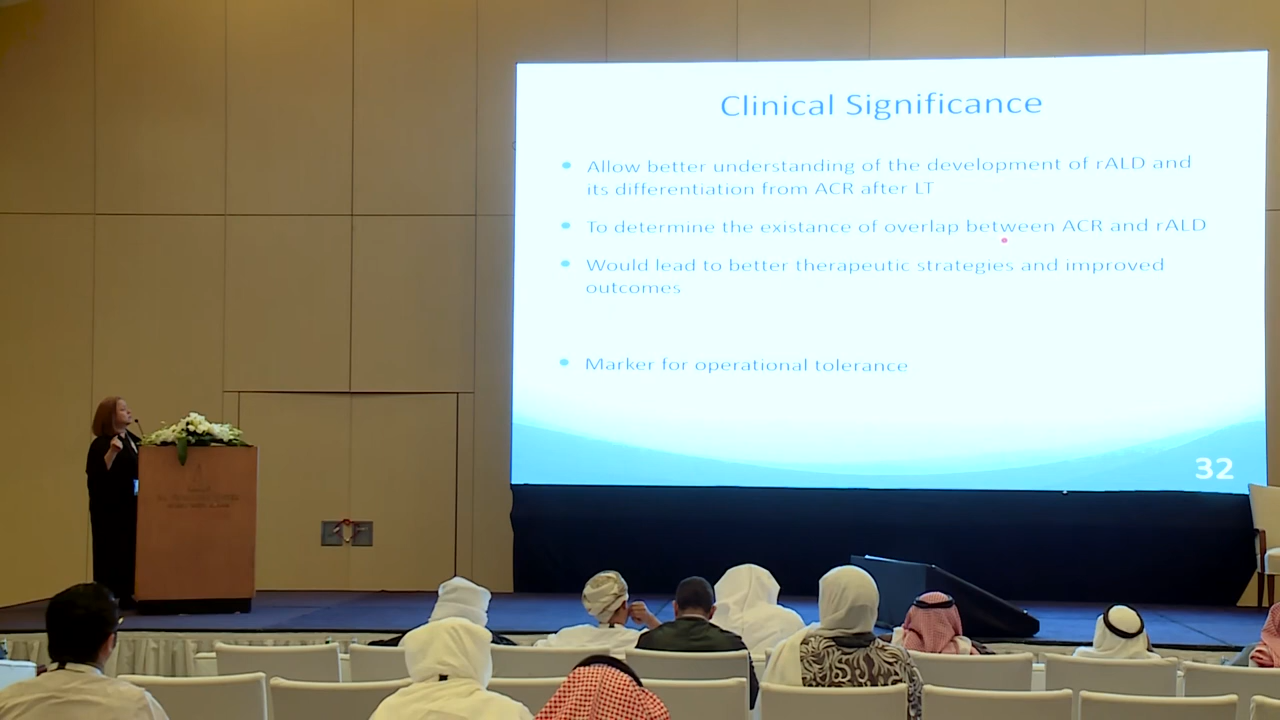 Clinical Significance
Allow better understanding of the development of rALD and
its differentiation from ACR after LT
To determine the existance of overlap between ACR and rALD
Would lead to better therapeutic strategies and improved
outcomes
Marker for operational tolerance
32